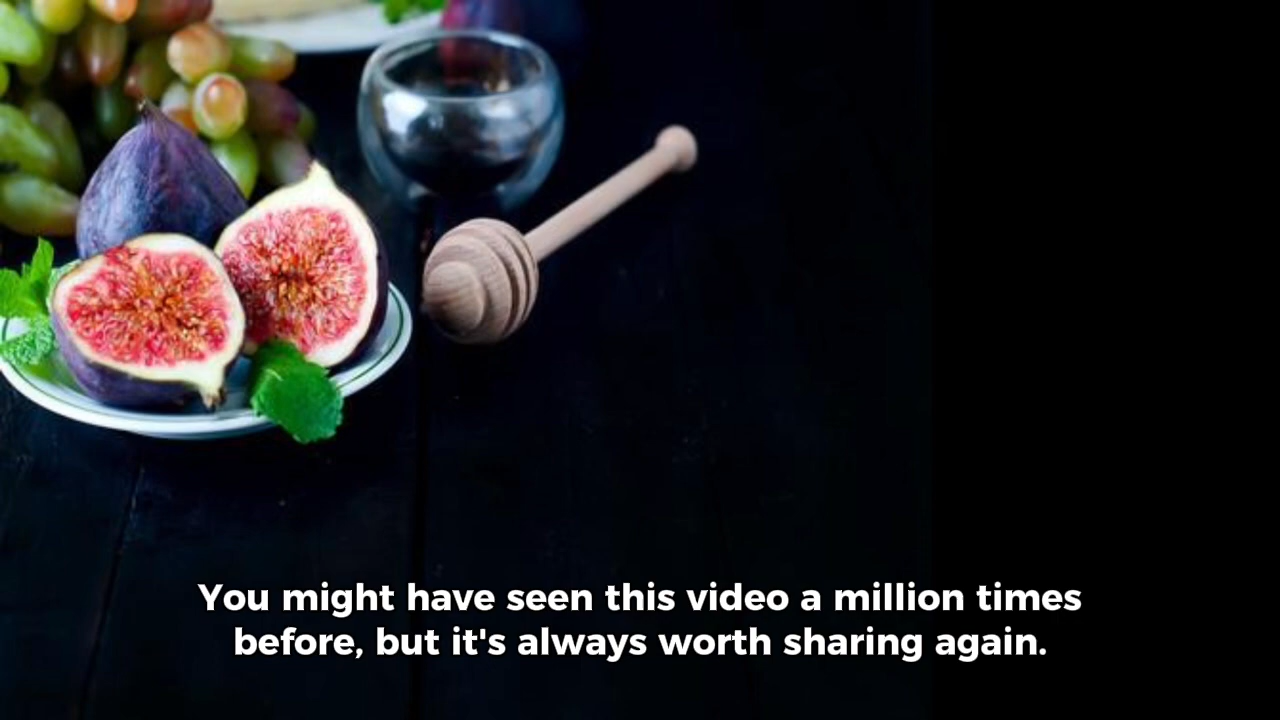 You might have seen this video a million times
before, but it's always worth sharing again.